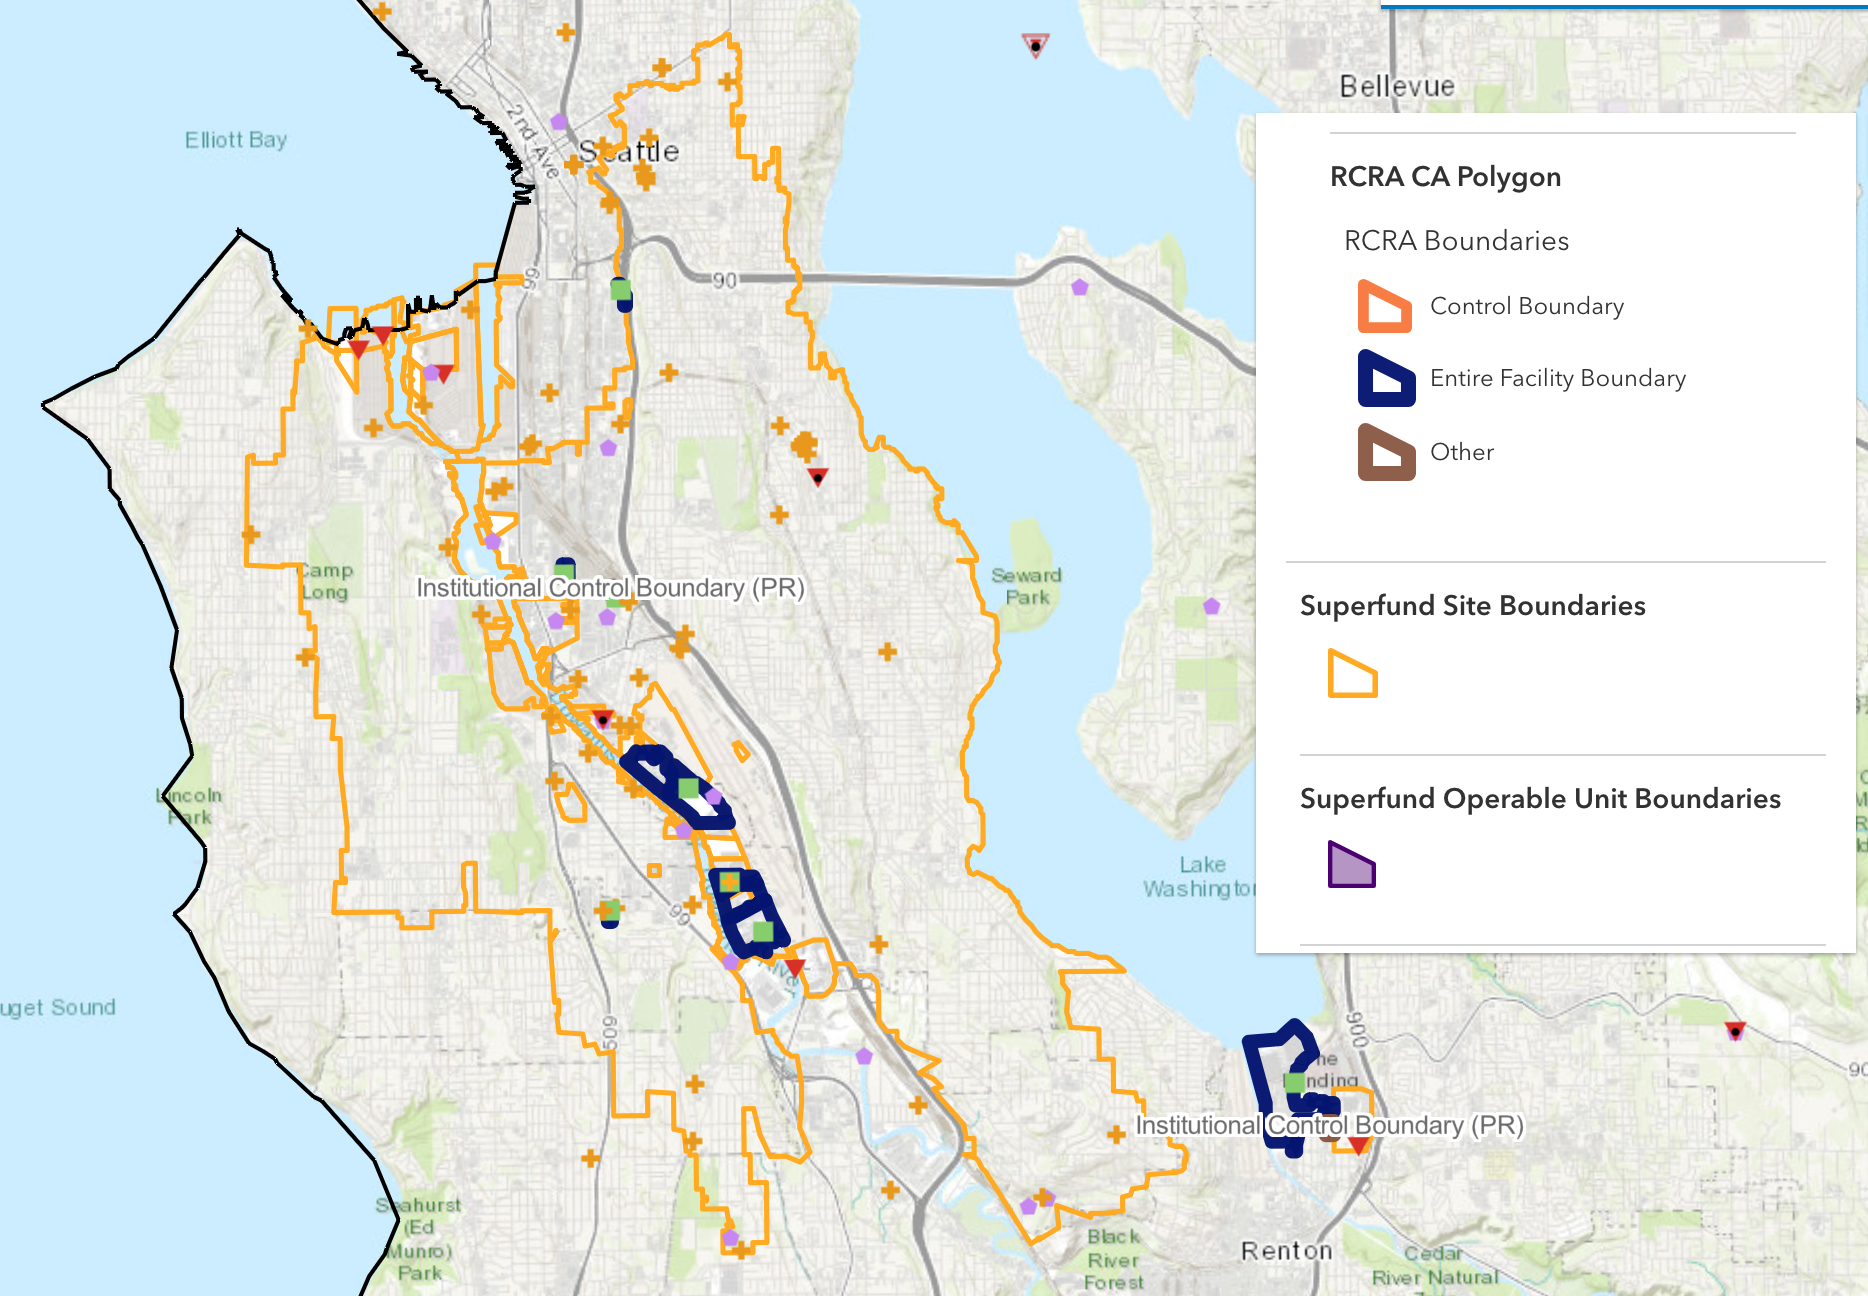 Bellevue
Elliott Bay
2nd Ave
Seattle
RCRA CA Polygon
RCRA Boundaries
99
90
Control Boundary
Entire Facility Boundary
Other
Camp
Long
Institutional Control Boundary (PR)
Seward
Park
Superfund Site Boundaries
Superfund Operable Unit Boundaries
Lincoln
Park
Lake
Washington
99
uget Sound
509
900
90
Institutional Control Boundary (PR)
Seahurst
(Ed
Munro)
Park
Black
River
Forest
Renton
Cedar
River Natural